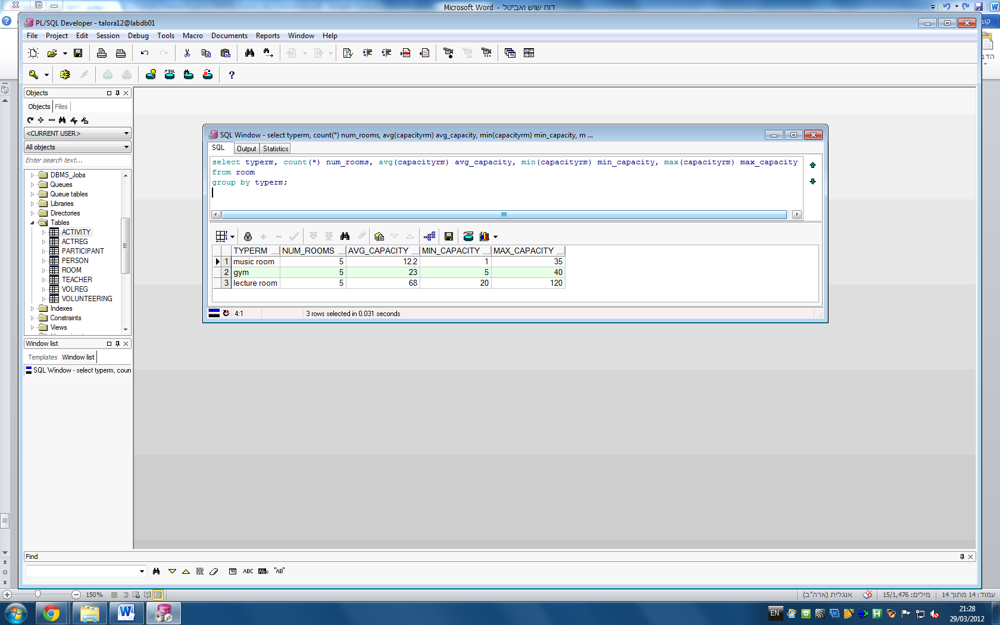 דוח שוש ואביטל - Microsoft Word
PL/SQL Developer - talora12@labdb01
File Project Edit Session Debug Tools Macro Documents Reports Window Help
Objects
Objects Files
<CURRENT USER>
All objects
Enter search text...
DBMS_Jobs
Queues
Queue tables
Libraries
Directories
Tables
ACTIVITY
ACTREG
PARTICIPANT
PERSON
ROOM
TEACHER
VOLREG
VOLUNTEERING
Indexes
Constraints
Views
Window list
Templates Window list
SQL Window - select typerm, coun
SQL Window - select typerm, count(*) num_rooms, avg(capacityrm) avg_capacity, min(capacityrm) min_capacity, m ...
SQL Output Statistics
select typerm, count(*) num_rooms, avg(capacityrm) avg_capacity, min(capacityrm) min_capacity, max(capacityrm) max_capacity
from room
group by typerm;
TYPERM NUM_ROOMS AVG_CAPACITY MIN_CAPACITY MAX_CAPACITY
1 music room 5 12.2 1 35
2 gym 5 23 5 40
3 lecture room 5 68 20 120
4:1 3 rows selected in 0.031 seconds
Find
ABC "AB"
150%
עמוד: 14 מתוך 14 מילים: 15/1,476 אנגלית (ארה"ב)
EN
21:28
29/03/2012